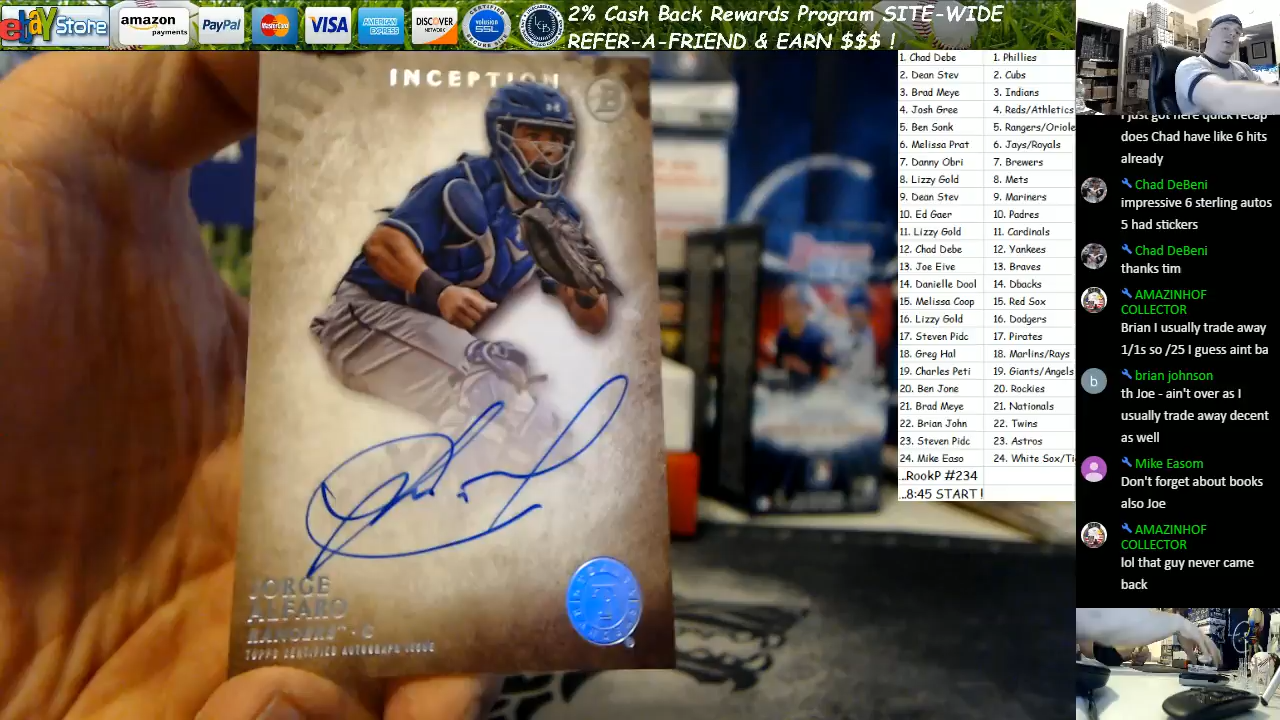 ebay Store
amazon
payments
PayPal
MasterCard
VISA
AMERICAN EXPRESS
DISCOVER
NETWORK
volusion
SSL
2% Cash Back Rewards Program SITE-WIDE
REFER-A-FRIEND & EARN $$$ !
INCEPTION
B
JORGE
ALFARO
RANGERS · C
TOPPS CERTIFIED AUTOGRAPH ISSUE
T
1. Chad Debe 1. Phillies
2. Dean Stev 2. Cubs
3. Brad Meye 3. Indians
4. Josh Gree 4. Reds/Athletics
5. Ben Sonk 5. Rangers/Oriole
6. Melissa Prat 6. Jays/Royals
7. Danny Obri 7. Brewers
8. Lizzy Gold 8. Mets
9. Dean Stev 9. Mariners
10. Ed Gaer 10. Padres
11. Lizzy Gold 11. Cardinals
12. Chad Debe 12. Yankees
13. Joe Eive 13. Braves
14. Danielle Dool 14. Dbacks
15. Melissa Coop 15. Red Sox
16. Lizzy Gold 16. Dodgers
17. Steven Pidc 17. Pirates
18. Greg Hal 18. Marlins/Rays
19. Charles Peti 19. Giants/Angels
20. Ben Jone 20. Rockies
21. Brad Meye 21. Nationals
22. Brian John 22. Twins
23. Steven Pidc 23. Astros
24. Mike Easo 24. White Sox/Ti
...RookP #234
...8:45 START!
I just got here quick recap
does Chad have like 6 hits
already
Chad DeBeni
impressive 6 sterling autos
5 had stickers
Chad DeBeni
thanks tim
AMAZINHOF
COLLECTOR
Brian I usually trade away
1/1s so /25 I guess aint ba
b
brian johnson
th Joe - ain't over as I
usually trade away decent
as well
Mike Easom
Don't forget about books
also Joe
AMAZINHOF
COLLECTOR
lol that guy never came
back